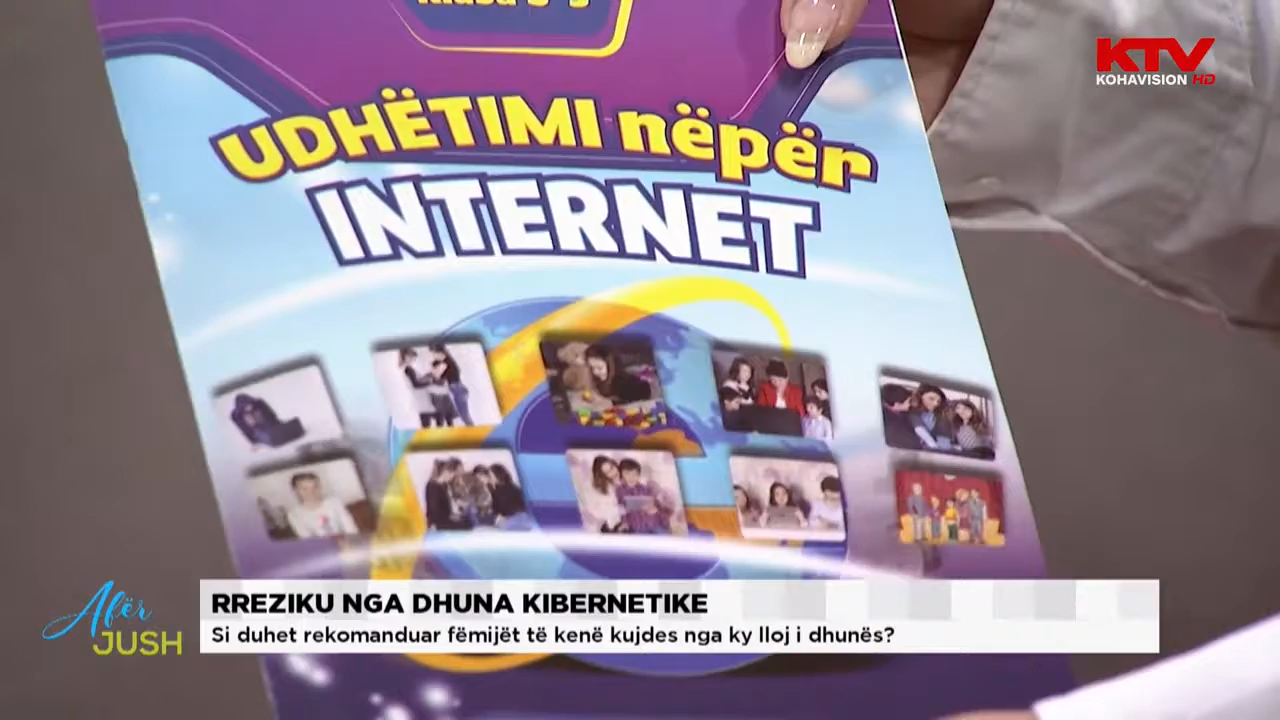 KTV
KOHAVISION HD
UDHËTIMI nëpër
INTERNET
Afër
JUSH
RREZIKU NGA DHUNA KIBERNETIKE
Si duhet rekomanduar fëmijët të kenë kujdes nga ky lloj i dhunës?